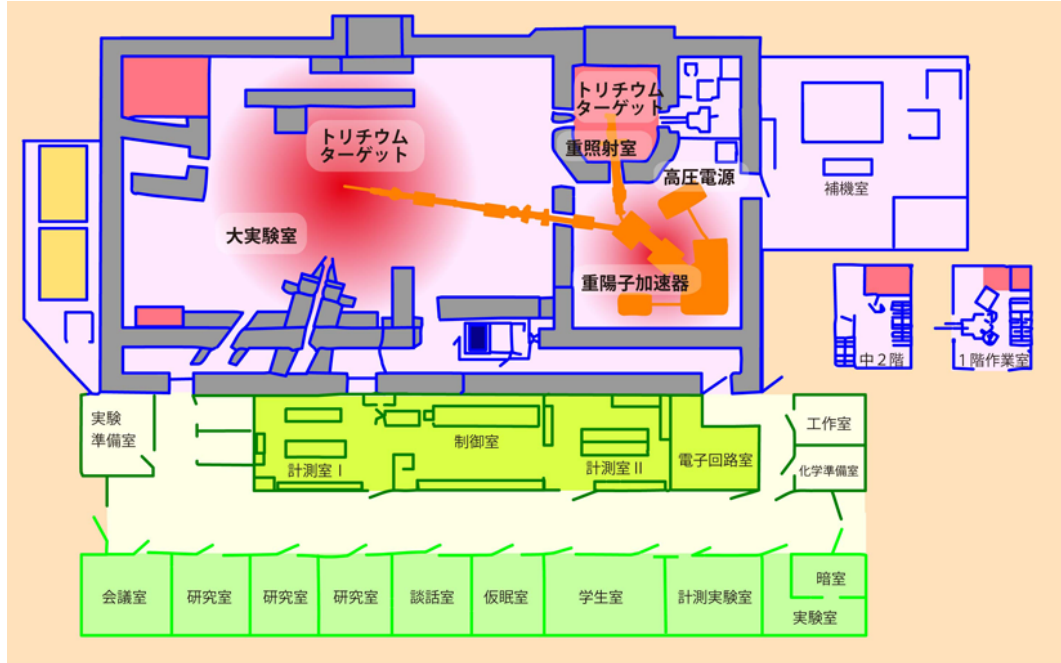 トリチウム
ターゲット
重照射室
トリチウム
ターゲット
高圧電源
補機室
大実験室
重陽子加速器
中2階
1階作業室
実験
準備室
計測室Ⅰ
制御室
計測室Ⅱ
電子回路室
工作室
化学準備室
会議室
研究室
研究室
研究室
談話室
仮眠室
学生室
計測実験室
暗室
実験室